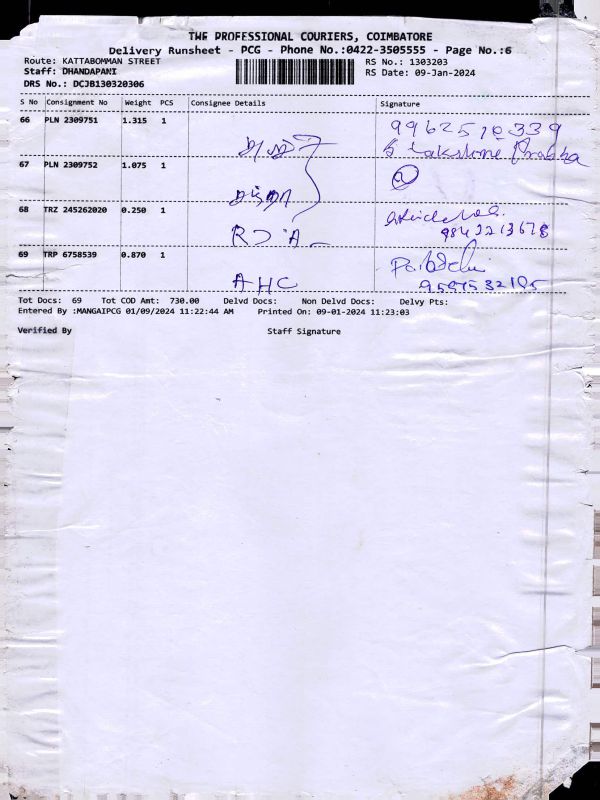 THE PROFESSIONAL COURIERS, COIMBATORE
Delivery Runsheet - PCG - Phone No.:0422-3505555 - Page No.:6
Route: KATTABOMMAN STREET RS No.: 1303203
Staff: DHANDAPANI RS Date: 09-Jan-2024
DRS No.: DCJB130320306
S No Consignment No Weight PCS Consignee Details Signature
66 PLN 2309751 1.315 1
67 PLN 2309752 1.075 1
68 TRZ 245262020 0.250 1
69 TRP 6758539 0.870 1
AHC
Tot Docs: 69 Tot COD Amt: 730.00 Delvd Docs: Non Delvd Docs: Delvy Pts:
Entered By :MANGAIPCG 01/09/2024 11:22:44 AM Printed On: 09-01-2024 11:23:03
Verified By Staff Signature